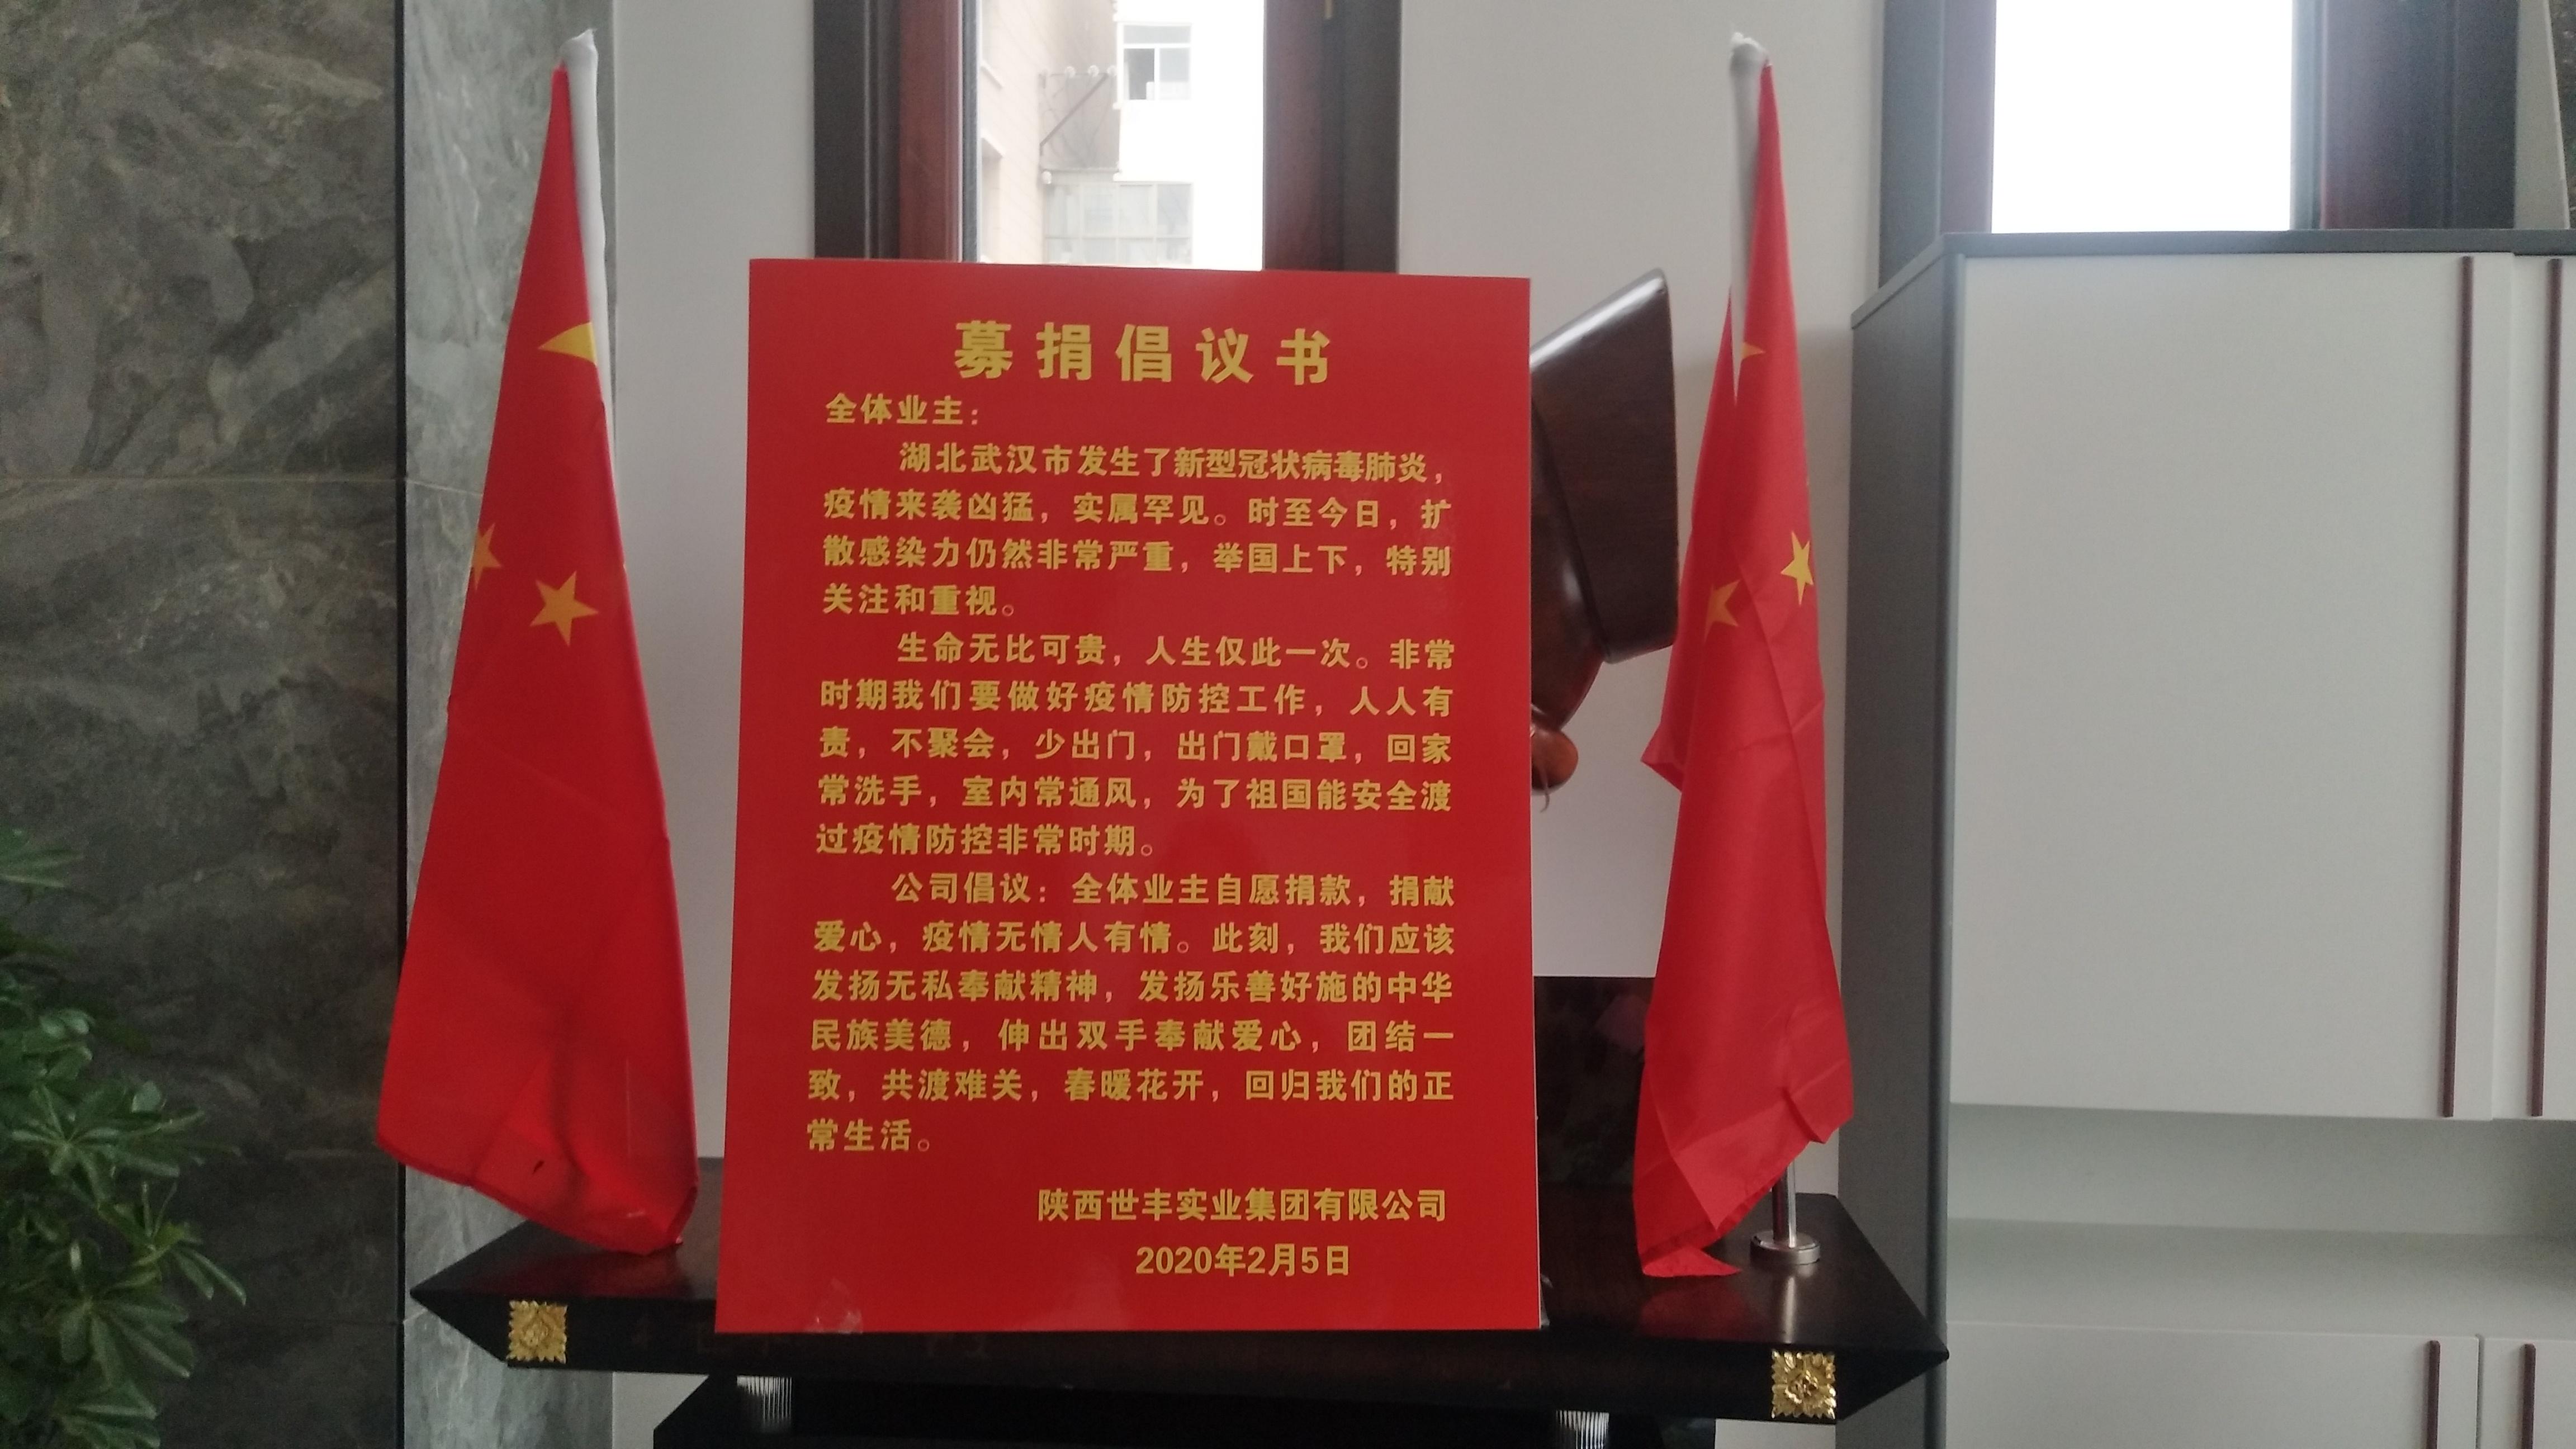 募捐倡议书
全体业主：
湖北武汉市发生了新型冠状病毒肺炎，
疫情来袭凶猛，实属罕见。时至今日，扩
散感染力仍然非常严重，举国上下，特别
关注和重视。
生命无比可贵，人生仅此一次。非常
时期我们要做好疫情防控工作，人人有
责，不聚会，少出门，出门戴口罩，回家
常洗手，室内常通风，为了祖国能安全渡
过疫情防控非常时期。
公司倡议：全体业主自愿捐款，捐献
爱心，疫情无情人有情。此刻，我们应该
发扬无私奉献精神，发扬乐善好施的中华
民族美德，伸出双手奉献爱心，团结一
致，共渡难关，春暖花开，回归我们的正
常生活。
陕西世丰实业集团有限公司
2020年2月5日